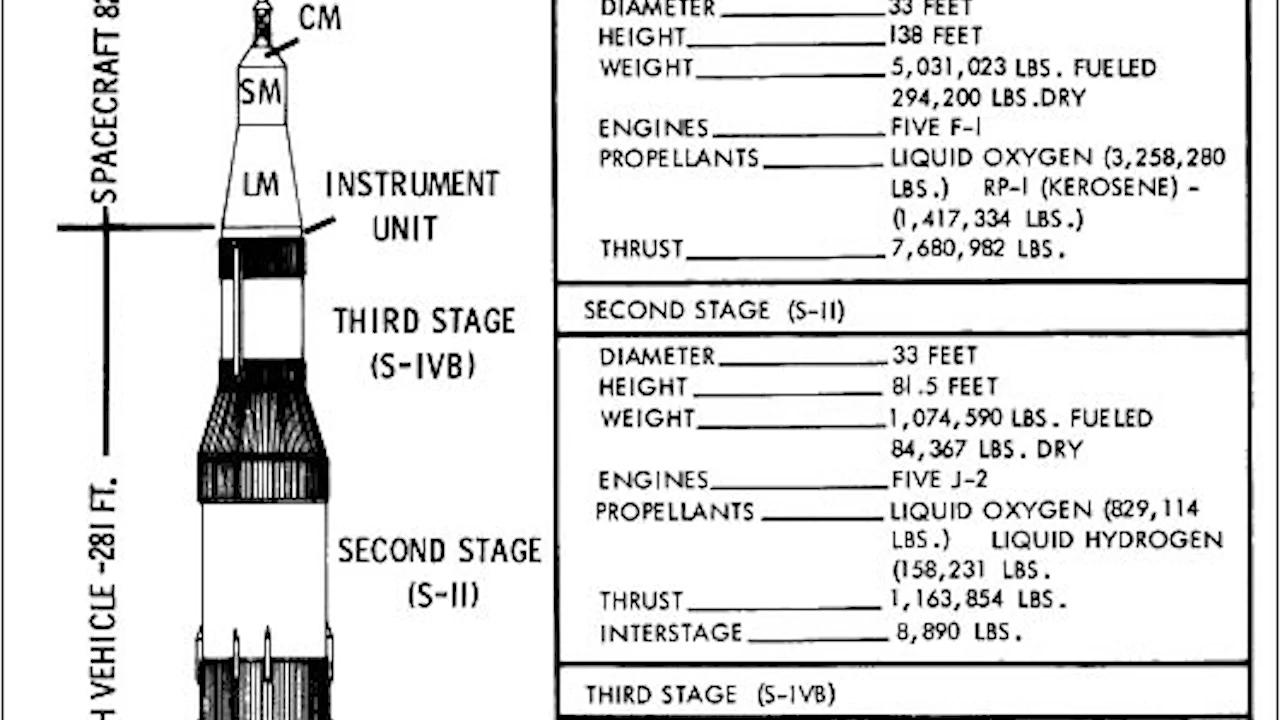 SPACECRAFT 82
CM
SM
LM
INSTRUMENT
UNIT
THIRD STAGE
(S-IVB)
VEHICLE -281 FT.
SECOND STAGE
(S-II)
DIAMETER 33 FEET
HEIGHT 138 FEET
WEIGHT 5,031,023 LBS. FUELED
294,200 LBS.DRY
ENGINES FIVE F-1
PROPELLANTS LIQUID OXYGEN (3,258,280
LBS.) RP-1 (KEROSENE) -
(1,417,334 LBS.)
THRUST 7,680,982 LBS.
SECOND STAGE (S-II)
DIAMETER 33 FEET
HEIGHT 81.5 FEET
WEIGHT 1,074,590 LBS. FUELED
84,367 LBS. DRY
ENGINES FIVE J-2
PROPELLANTS LIQUID OXYGEN (829,114
LBS.) LIQUID HYDROGEN
(158,231 LBS.
THRUST 1,163,854 LBS.
INTERSTAGE 8,890 LBS.
THIRD STAGE (S-IVB)